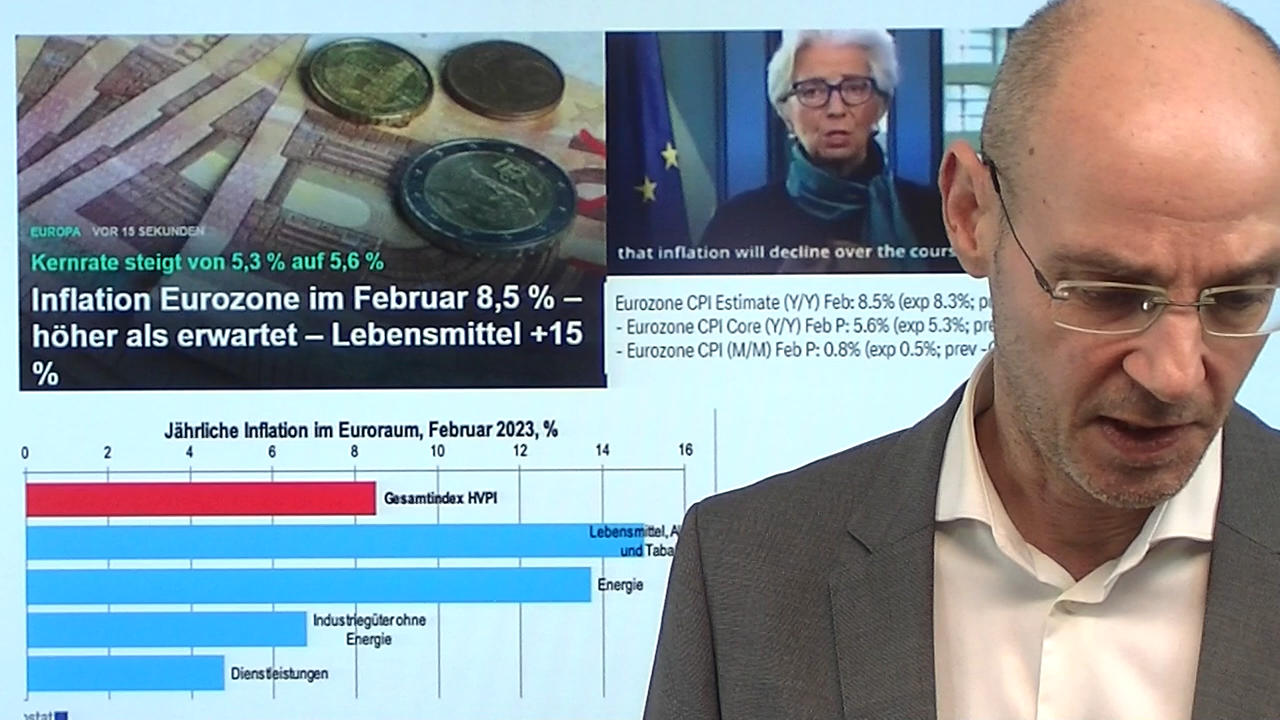 EUROPA VOR 15 SEKUNDEN
Kernrate steigt von 5,3 % auf 5,6 %
Inflation Eurozone im Februar 8,5 % –
höher als erwartet – Lebensmittel +15
%
that inflation will decline over the
Eurozone CPI Estimate (Y/Y) Feb: 8.5% (exp 8.3%;
- Eurozone CPI Core (Y/Y) Feb P: 5.6% (exp 5.3%;
- Eurozone CPI (M/M) Feb P: 0.8% (exp 0.5%; prev
Jährliche Inflation im Euroraum, Februar 2023, %
0 2 4 6 8 10 12 14 16
Gesamtindex HVPI
Lebensmittel,
und
Energie
Industriegüter ohne
Energie
Dienstleistungen